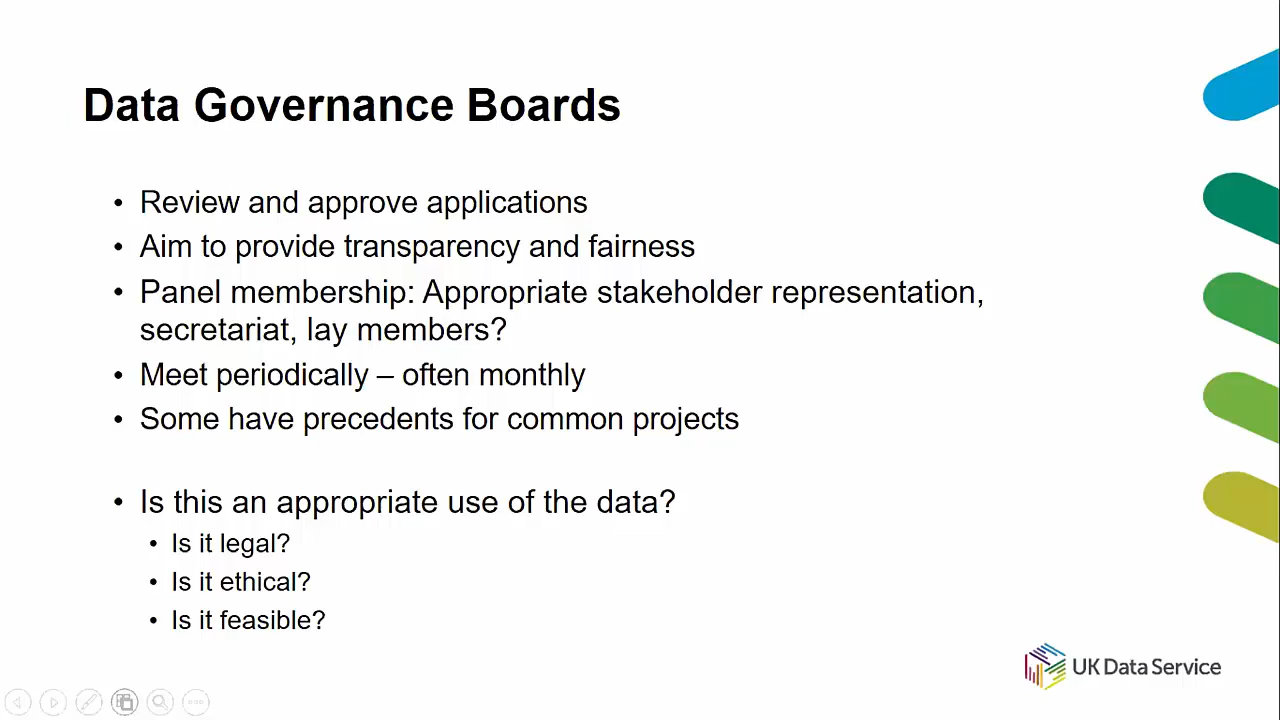 Data Governance Boards
• Review and approve applications
• Aim to provide transparency and fairness
• Panel membership: Appropriate stakeholder representation,
secretariat, lay members?
• Meet periodically – often monthly
• Some have precedents for common projects
• Is this an appropriate use of the data?
• Is it legal?
• Is it ethical?
• Is it feasible?
UK Data Service